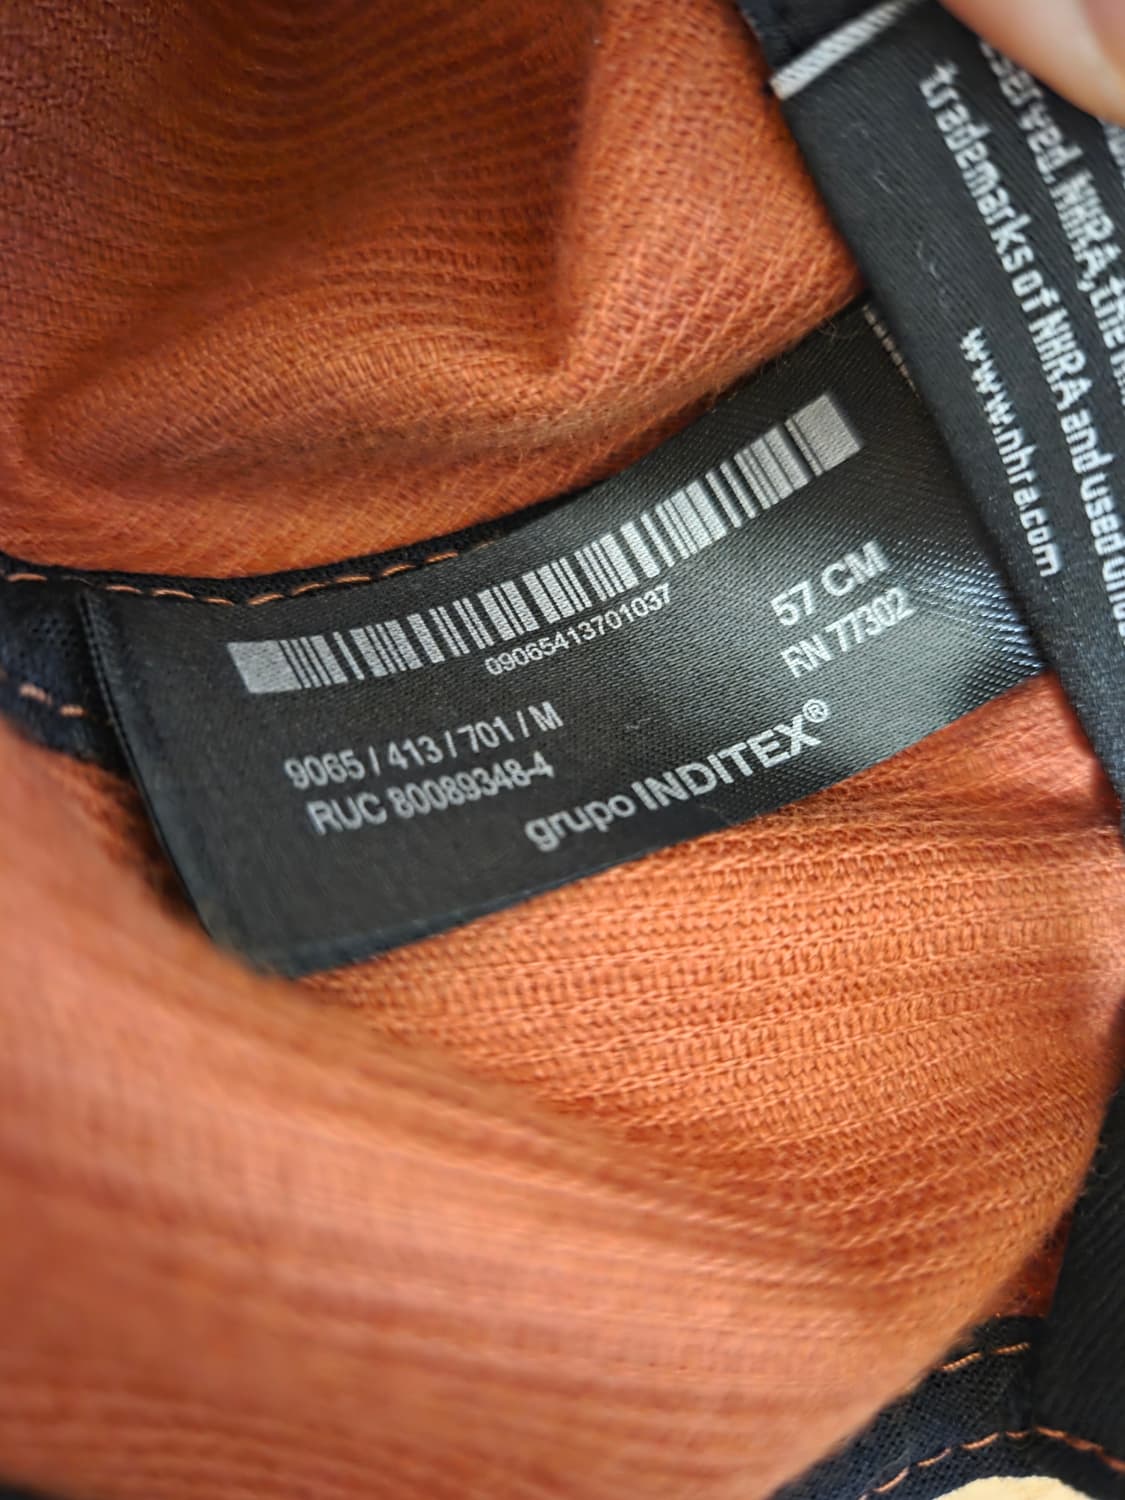 09065413701037
57 CM
RN 77302
9065 / 413 / 701 / M
RUC 80089348-4
grupo INDITEX®
served. NHRA, the
trademarks of NHRA and used
www.nhra.com